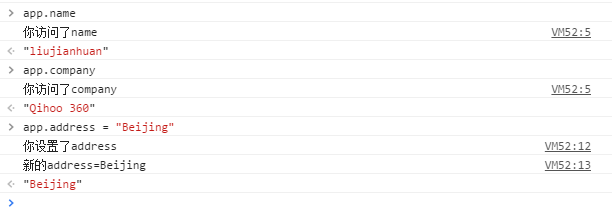 app.name
你访问了name VM52:5
"liujianhuan"
app.company
你访问了company VM52:5
"Qihoo 360"
app.address = "Beijing"
你设置了address VM52:12
新的address=Beijing VM52:13
"Beijing"